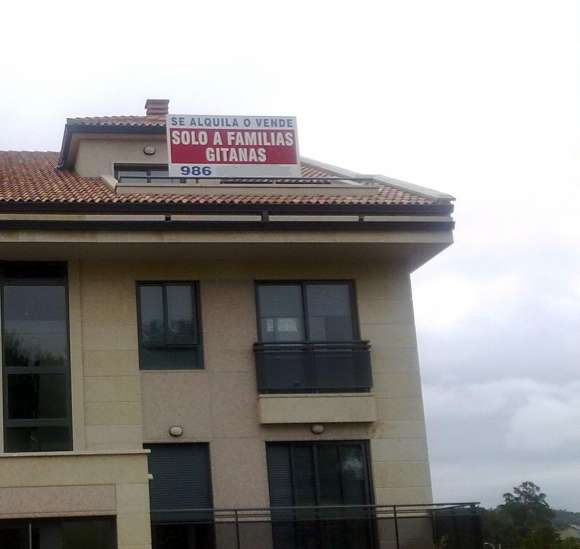 SE ALQUILA O VENDE
SOLO A FAMILIAS
GITANAS
986